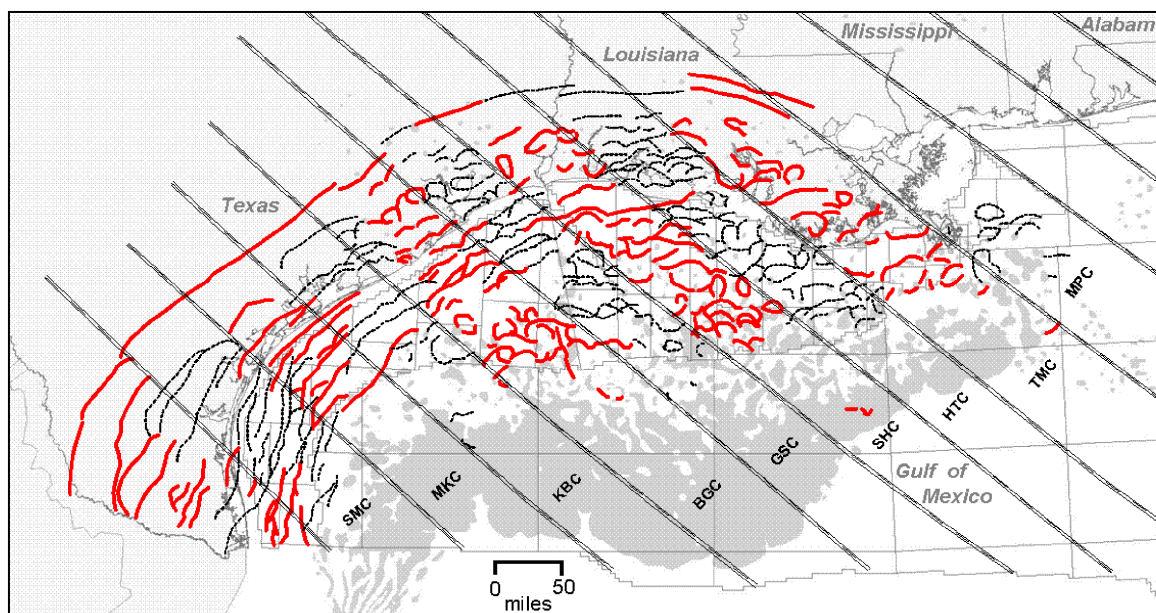 Mississippi
Alabam
Louisiana
Texas
MPC
TMC
HTC
SHC
GSC
BGC
KBC
MKC
SMC
Gulf of
Mexico
0 50
miles